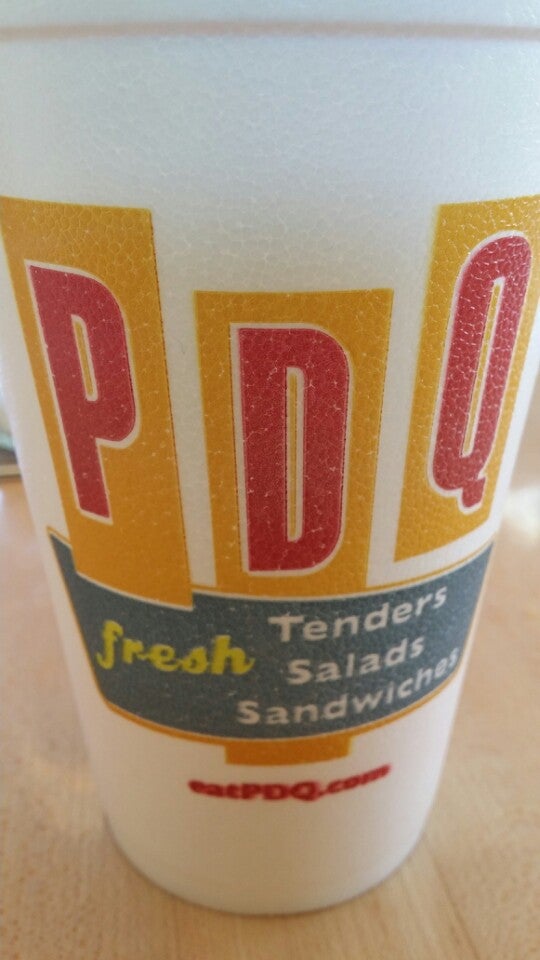 PDQ
fresh
Tenders
Salads
Sandwiches
eatPDQ.com